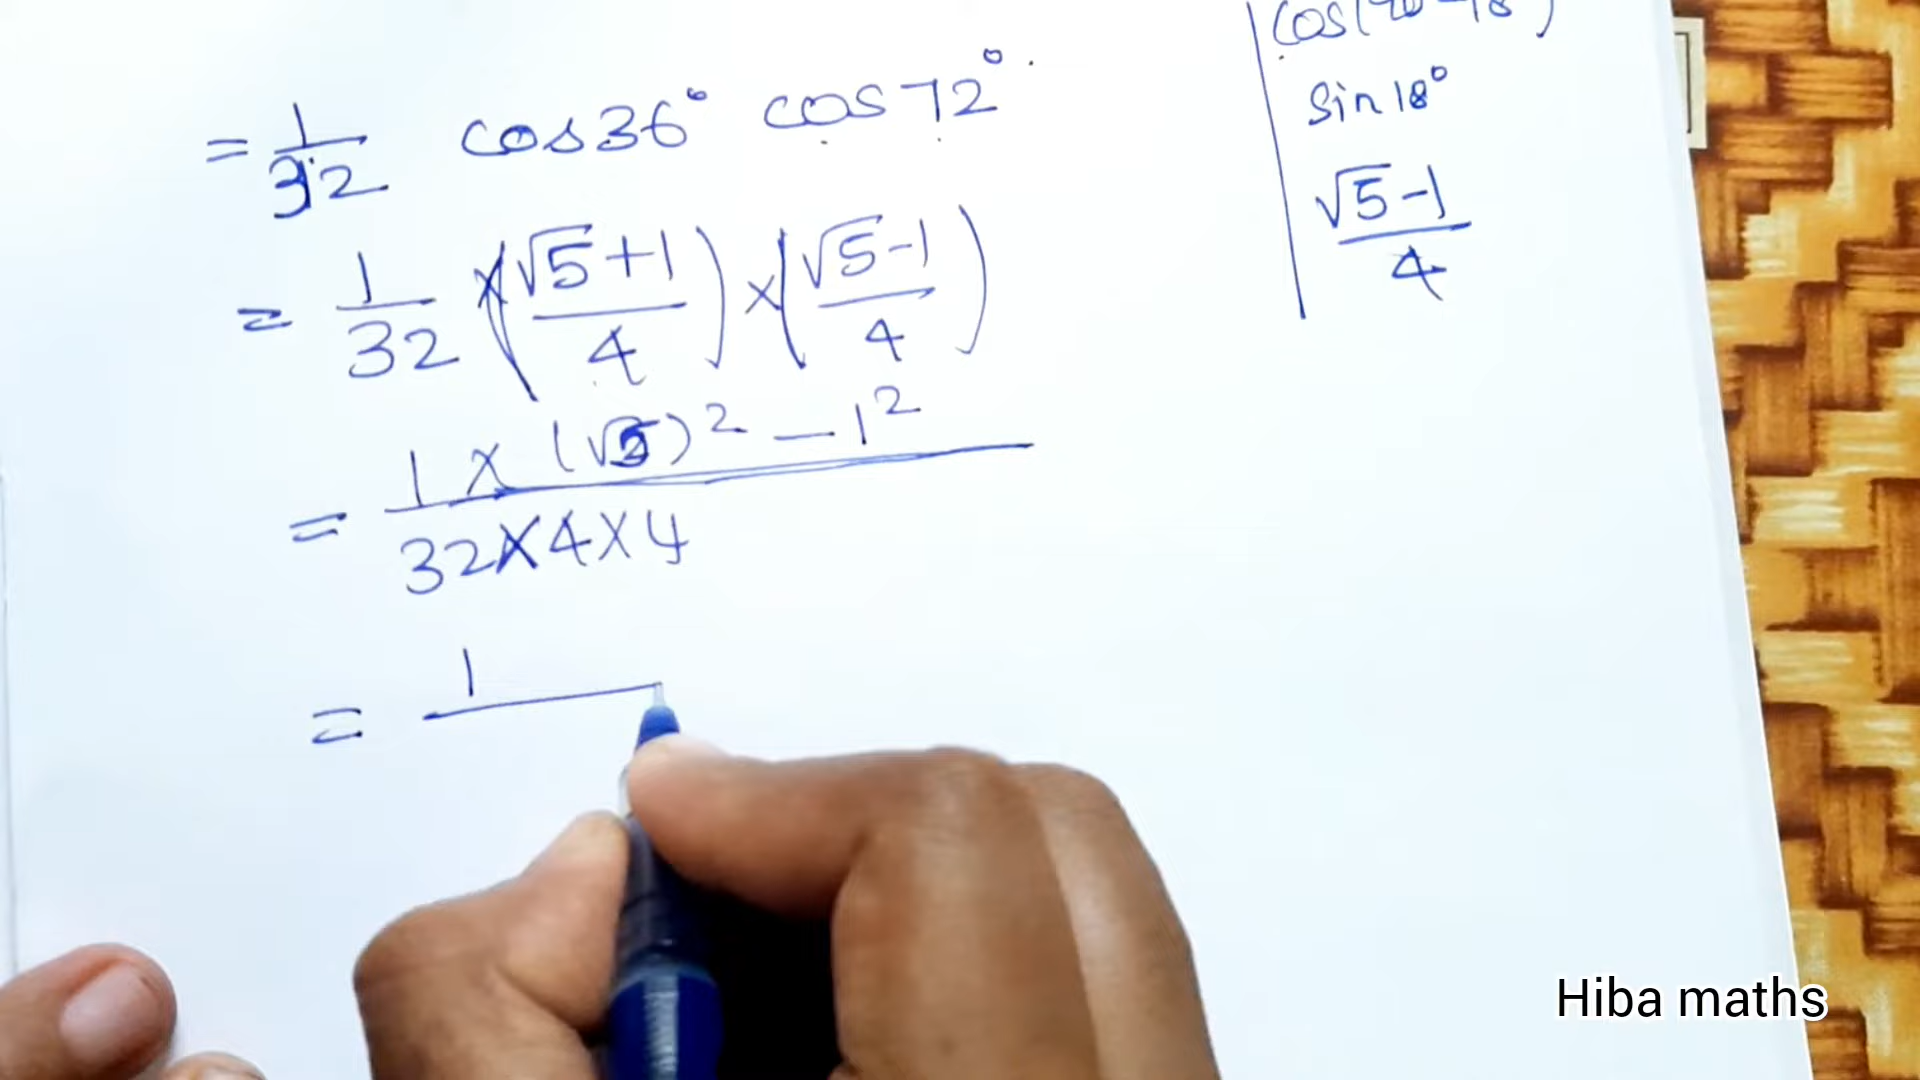 = 1/32 cos36° cos72°.
= 1/32 × (√5+1/4) × (√5-1/4)
= 1 × (√5)² - 1² / 32×4×4
= 1
sin18°
√5-1/4
Hiba maths